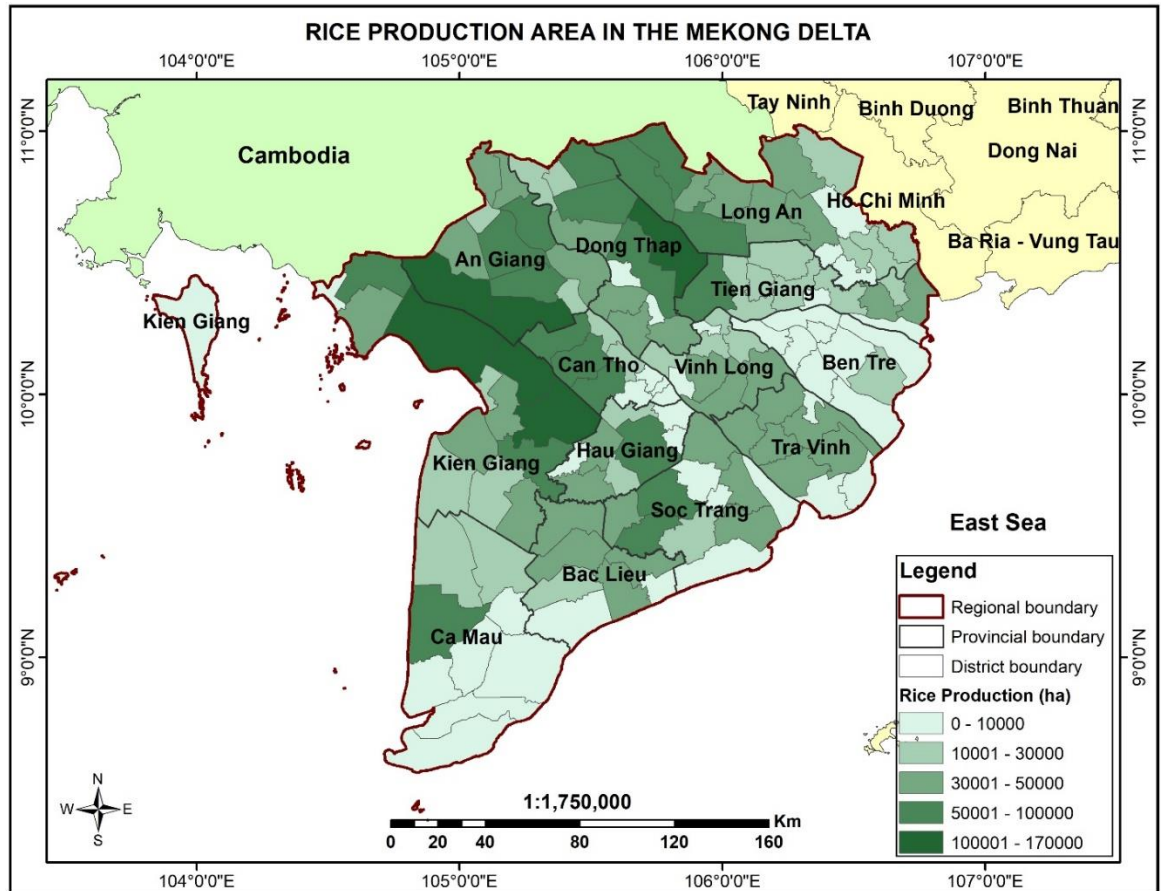 RICE PRODUCTION AREA IN THE MEKONG DELTA
104°0'0"E 105°0'0"E 106°0'0"E 107°0'0"E
11°0'0"N
11°0'0"N
10°0'0"N
10°0'0"N
9°0'0"N
9°0'0"N
Tay Ninh
Binh Duong
Binh Thuan
Cambodia
Dong Nai
Ho Chi Minh
Long An
Ba Ria - Vung Tau
Dong Thap
An Giang
Tien Giang
Kien Giang
Can Tho
Vinh Long
Ben Tre
Hau Giang
Tra Vinh
Kien Giang
Soc Trang
East Sea
Bac Lieu
Ca Mau
Legend
Regional boundary
Provincial boundary
District boundary
Rice Production (ha)
0 - 10000
10001 - 30000
30001 - 50000
50001 - 100000
100001 - 170000
N
W E
S
1:1,750,000
Km
0 10 20 40 80 120 160
104°0'0"E 105°0'0"E 106°0'0"E 107°0'0"E